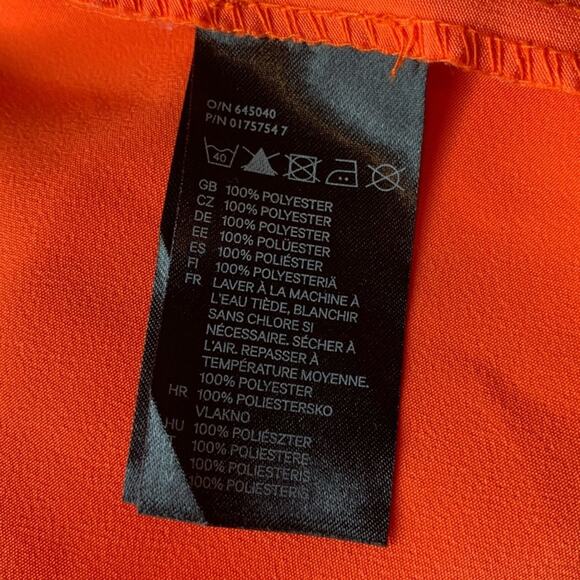 O/N 645040
P/N 01757547
40
GB 100% POLYESTER
CZ 100% POLYESTER
DE 100% POLYESTER
EE 100% POLÜESTER
ES 100% POLIÉSTER
FI 100% POLYESTERIÄ
FR LAVER À LA MACHINE À
L'EAU TIÈDE, BLANCHIR
SANS CHLORE SI
NÉCESSAIRE. SÉCHER À
L'AIR. REPASSER À
TEMPÉRATURE MOYENNE.
100% POLYESTER
HR 100% POLIESTERSKO
VLAKNO
HU 100% POLIÉSZTER
100% POLIESTERE
100% POLIESTERIS
100% POLIESTERIS